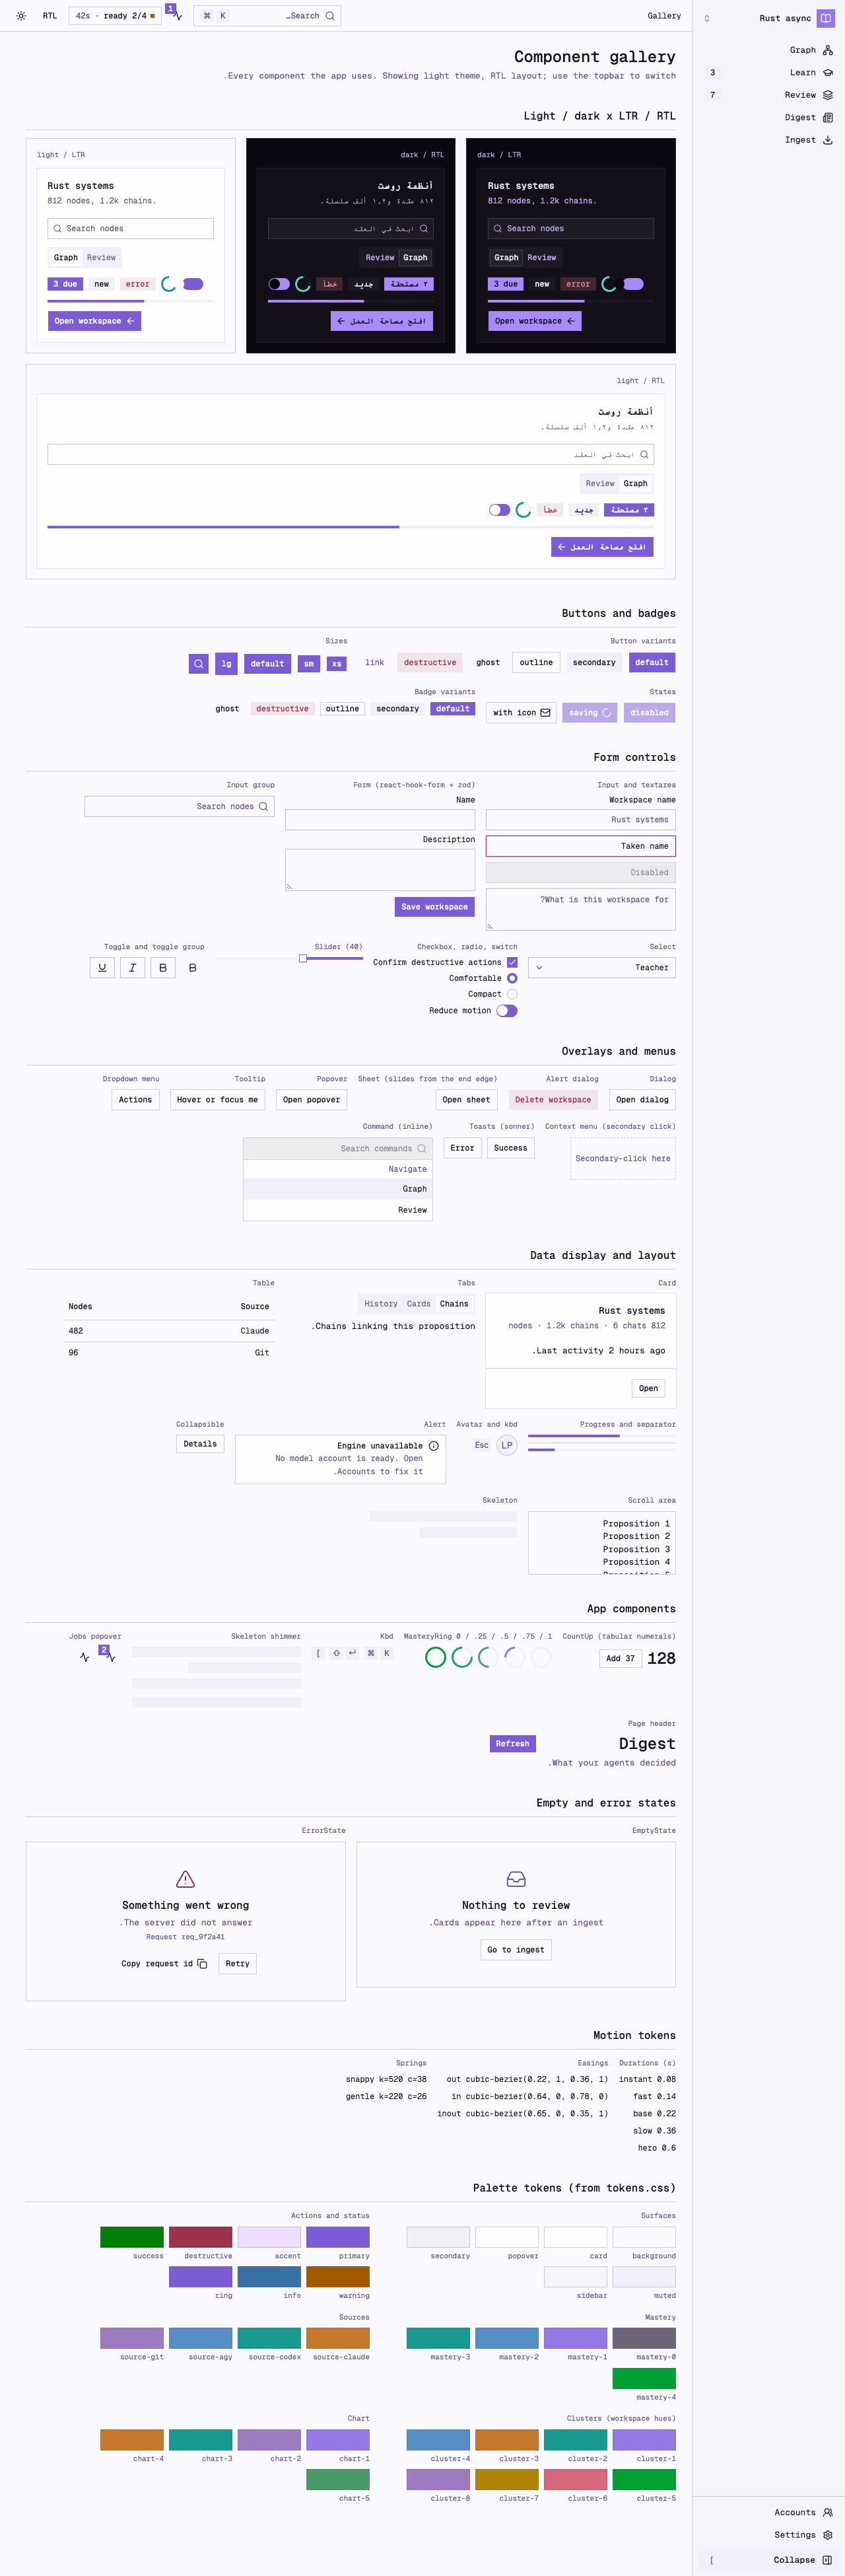 Rust async
Graph
Learn 3
Review 7
Digest
Ingest
Gallery
Search…
⌘ K
1
42s · ready 2/4
RTL
Component gallery
.Every component the app uses. Showing light theme, RTL layout; use the topbar to switch
Light / dark x LTR / RTL
dark / LTR
Rust systems
812 nodes, 1.2k chains.
Search nodes
Graph Review
3 due new error
Open workspace
dark / RTL
أنظمة روست
٨١٢ عقدة و١٫٢ ألف سلسلة.
ابحث في العقد
Graph Review
٣ مستحقة جديد خطأ
افتح مساحة العمل
light / LTR
Rust systems
812 nodes, 1.2k chains.
Search nodes
Graph Review
3 due new error
Open workspace
light / RTL
أنظمة روست
٨١٢ عقدة و١٫٢ ألف سلسلة.
ابحث في العقد
Graph Review
٣ مستحقة جديد خطأ
افتح مساحة العمل
Buttons and badges
Button variants
default secondary outline ghost destructive link
Sizes
xs sm default lg
States
disabled saving with icon
Badge variants
default secondary outline destructive ghost
Form controls
Input and textarea
Workspace name
Rust systems
Taken name
Disabled
?What is this workspace for
Form (react-hook-form + zod)
Name
Description
Save workspace
Input group
Search nodes
Select
Teacher
Checkbox, radio, switch
Confirm destructive actions
Comfortable
Compact
Reduce motion
Slider (40)
Toggle and toggle group
B B I U
Overlays and menus
Dialog
Open dialog
Alert dialog
Delete workspace
Sheet (slides from the end edge)
Open sheet
Popover
Open popover
Tooltip
Hover or focus me
Dropdown menu
Actions
Context menu (secondary click)
Secondary-click here
Toasts (sonner)
Success Error
Command (inline)
Search commands
Navigate
Graph
Review
Data display and layout
Card
Rust systems
nodes · 1.2k chains · 6 chats 812
.Last activity 2 hours ago
Open
Tabs
Chains Cards History
.Chains linking this proposition
Table
Source Nodes
Claude 482
Git 96
Progress and separator
Avatar and kbd
LP Esc
Alert
Engine unavailable
No model account is ready. Open
.Accounts to fix it
Collapsible
Details
Scroll area
Proposition 1
Proposition 2
Proposition 3
Proposition 4
Proposition 5
Skeleton
App components
CountUp (tabular numerals)
128 Add 37
MasteryRing 0 / .25 / .5 / .75 / 1
Kbd
⌘ K ⇧ ↵ [
Skeleton shimmer
Jobs popover
2
Page header
Digest
.What your agents decided
Refresh
Empty and error states
EmptyState
Nothing to review
.Cards appear here after an ingest
Go to ingest
ErrorState
Something went wrong
.The server did not answer
Request req_9f2a41
Retry Copy request id
Motion tokens
Durations (s)
instant 0.08
fast 0.14
base 0.22
slow 0.36
hero 0.6
Easings
out cubic-bezier(0.22, 1, 0.36, 1)
in cubic-bezier(0.64, 0, 0.78, 0)
inout cubic-bezier(0.65, 0, 0.35, 1)
Springs
snappy k=520 c=38
gentle k=220 c=26
Palette tokens (from tokens.css)
Surfaces
background card popover secondary
muted sidebar
Actions and status
primary accent destructive success
warning info ring
Mastery
mastery-0 mastery-1 mastery-2 mastery-3
mastery-4
Sources
source-claude source-codex source-agy source-git
Clusters (workspace hues)
cluster-1 cluster-2 cluster-3 cluster-4
cluster-5 cluster-6 cluster-7 cluster-8
Chart
chart-1 chart-2 chart-3 chart-4
chart-5
Accounts
Settings
Collapse [